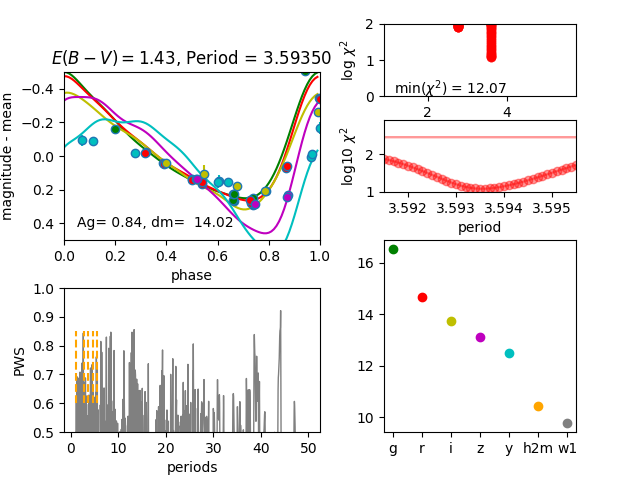 E(B − V) = 1.43, Period = 3.59350
magnitude - mean
−0.4
−0.2
0.0
0.2
0.4
Ag= 0.84, dm=  14.02
0.0 0.2 0.4 0.6 0.8 1.0
phase
log χ²
2
1
0
min(χ²) = 12.07
2 4
log10 χ²
2
1
3.592 3.593 3.594 3.595
period
PWS
1.0
0.9
0.8
0.7
0.6
0.5
0 10 20 30 40 50
periods
16
14
12
10
g r i z y h2m w1